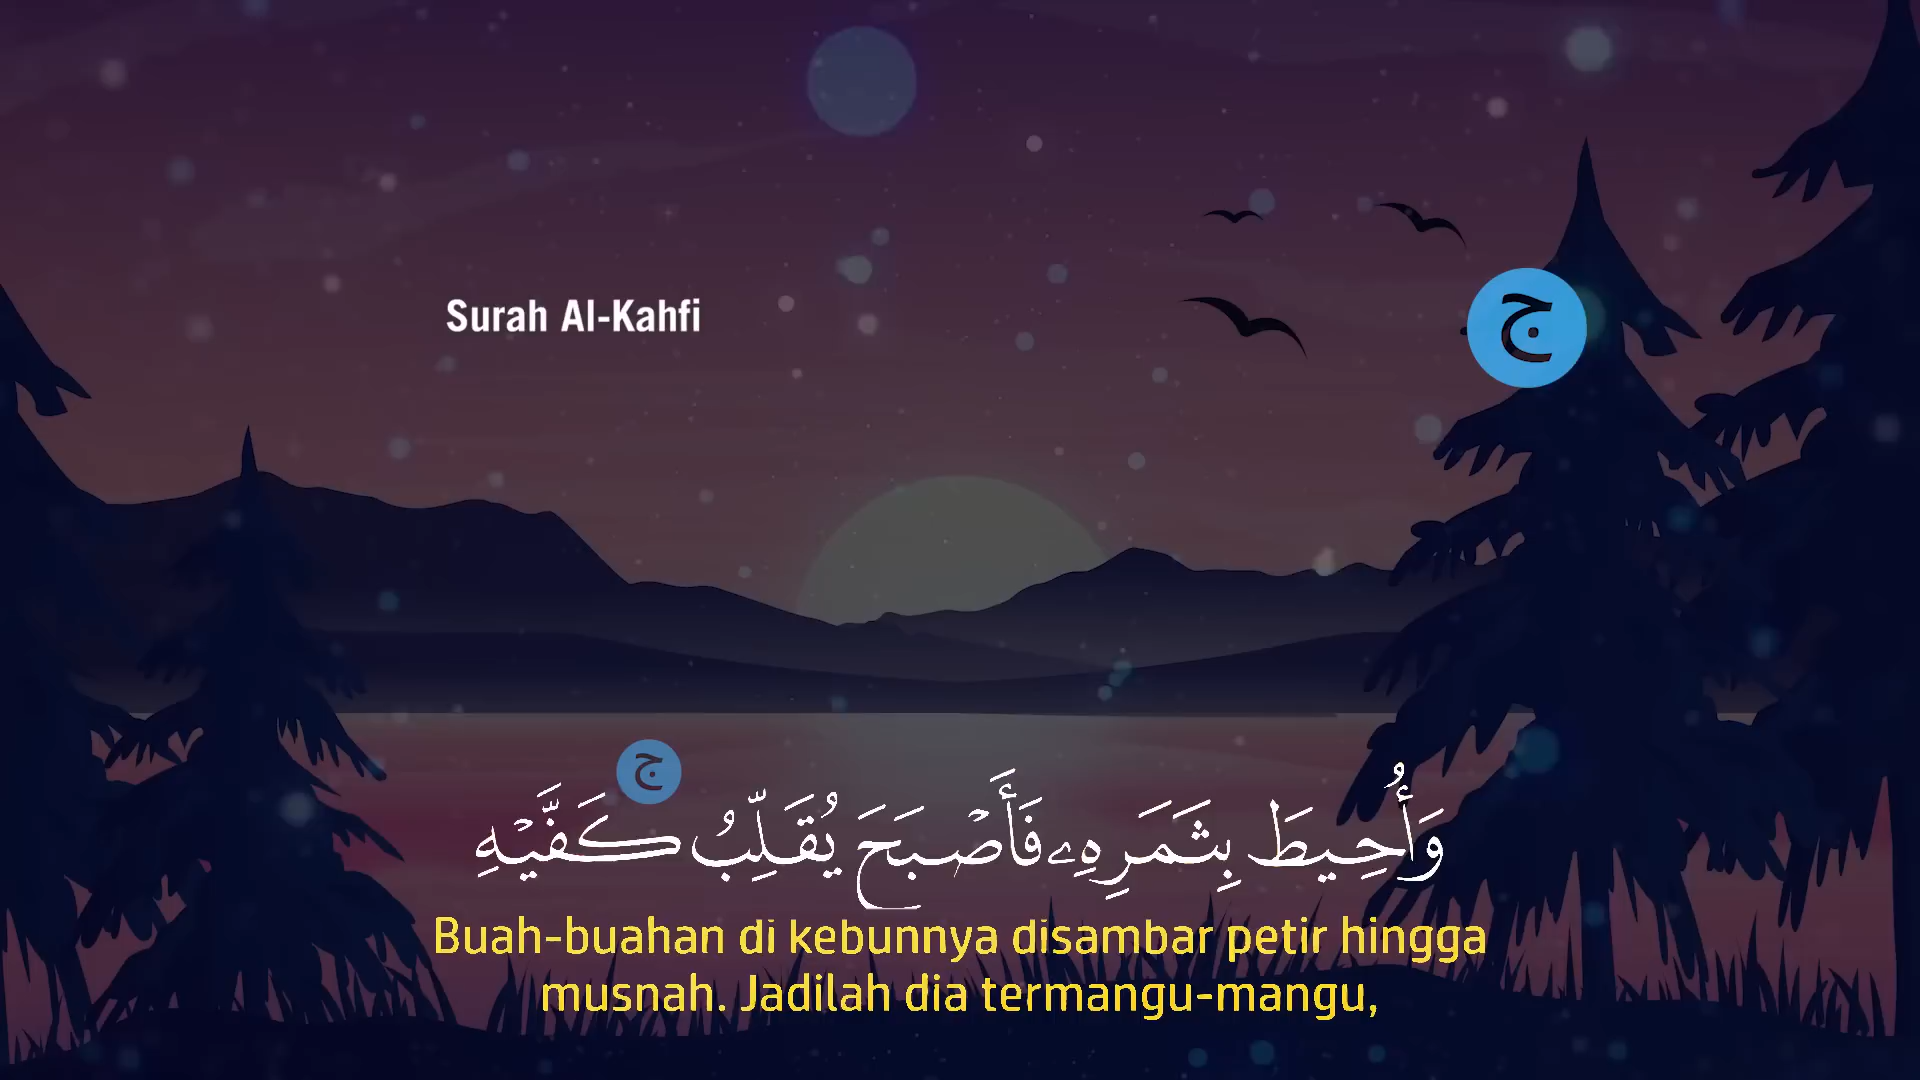 Surah Al-Kahfi
ج
ج
وَأُحِيطَ بِثَمَرِهِۦ فَأَصۡبَحَ يُقَلِّبُ كَفَّيۡهِ
Buah-buahan di kebunnya disambar petir hingga
musnah. Jadilah dia termangu-mangu,